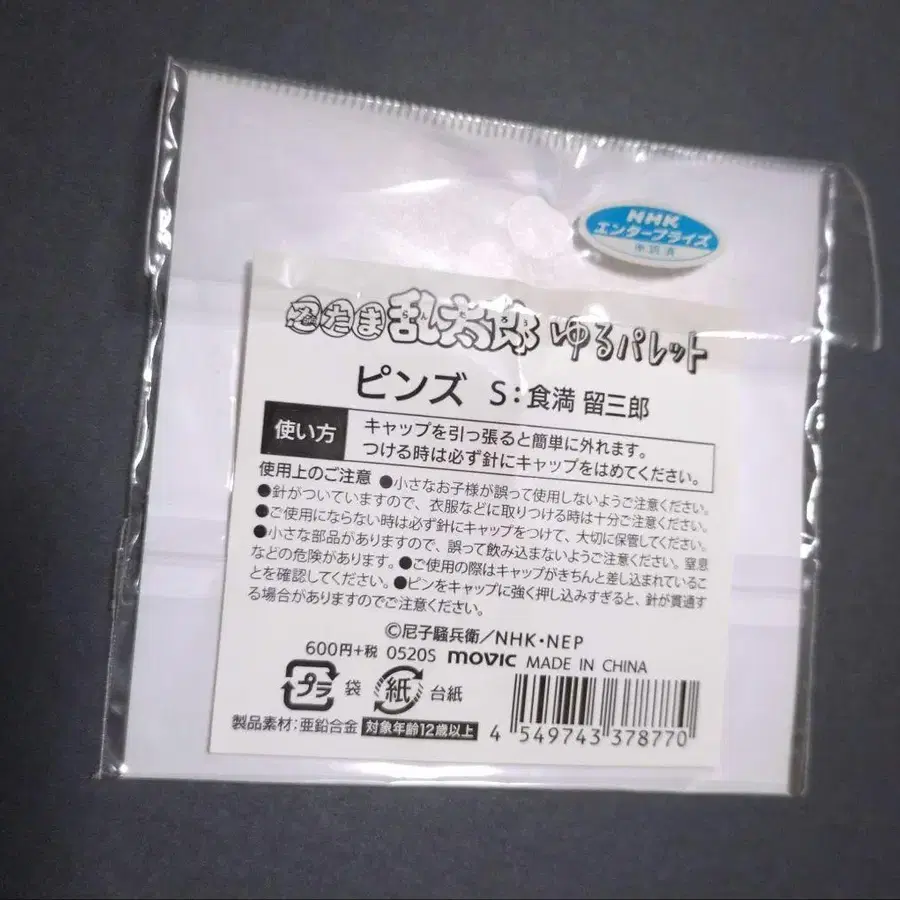 NHK
エンタープライズ
承認済
忍たま乱太郎 ゆるパレット
ピンズ S:食満 留三郎
使い方
キャップを引っ張ると簡単に外れます。
つける時は必ず針にキャップをはめてください。
使用上のご注意 ●小さなお子様が誤って使用しないようご注意ください。
●針がついていますので、衣服などに取りつける時は十分ご注意ください。
●ご使用にならない時は必ず針にキャップをつけて、大切に保管してください。
●小さな部品がありますので、誤って飲み込まないようご注意ください。窒息
などの危険があります。●ご使用の際はキャップがきちんと差し込まれているこ
とを確認してください。●ピンをキャップに強く押し込みすぎると、針が貫通す
る場合がありますのでご注意ください。
©尼子騒兵衛/NHK・NEP
600円+税 0520S movic MADE IN CHINA
プラ 袋 紙 台紙
製品素材:亜鉛合金 対象年齢12歳以上
4 549743 378770